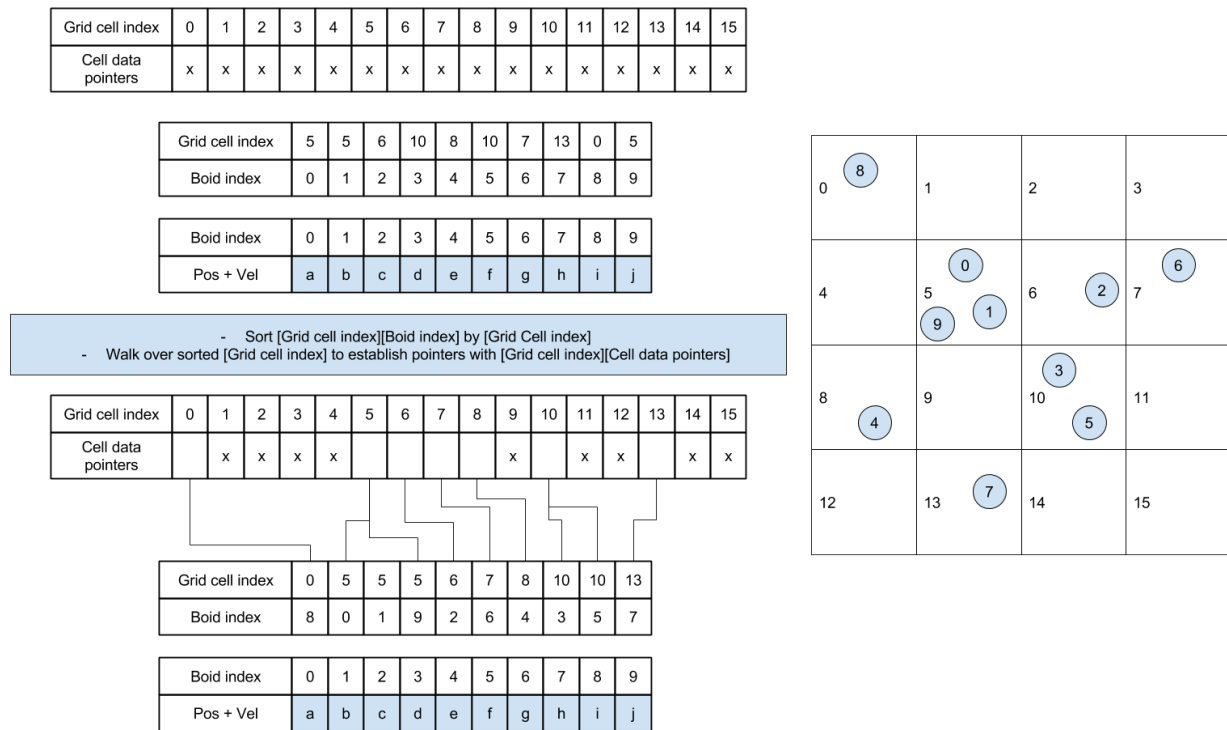 Grid cell index 0 1 2 3 4 5 6 7 8 9 10 11 12 13 14 15
Cell data
pointers x x x x x x x x x x x x x x x x
Grid cell index 5 5 6 10 8 10 7 13 0 5
Boid index 0 1 2 3 4 5 6 7 8 9
Boid index 0 1 2 3 4 5 6 7 8 9
Pos + Vel a b c d e f g h i j
- Sort [Grid cell index][Boid index] by [Grid Cell index]
- Walk over sorted [Grid cell index] to establish pointers with [Grid cell index][Cell data pointers]
Grid cell index 0 1 2 3 4 5 6 7 8 9 10 11 12 13 14 15
Cell data
pointers x x x x x x x x x
Grid cell index 0 5 5 5 6 7 8 10 10 13
Boid index 8 0 1 9 2 6 4 3 5 7
Boid index 0 1 2 3 4 5 6 7 8 9
Pos + Vel a b c d e f g h i j
8
0 1 2 3
0 6
4 5 6 2 7
1
9
3
8 9 10 11
4 5
7
12 13 14 15